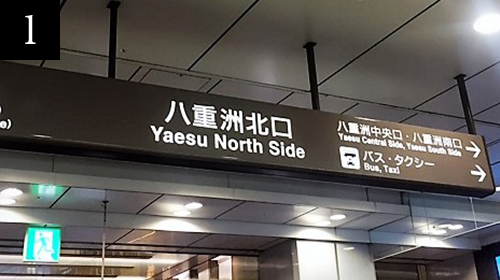 1
八重洲北口
Yaesu North Side
八重洲中央口・八重洲南口
Yaesu Central Side, Yaesu South Side
バス・タクシー
Bus, Taxi